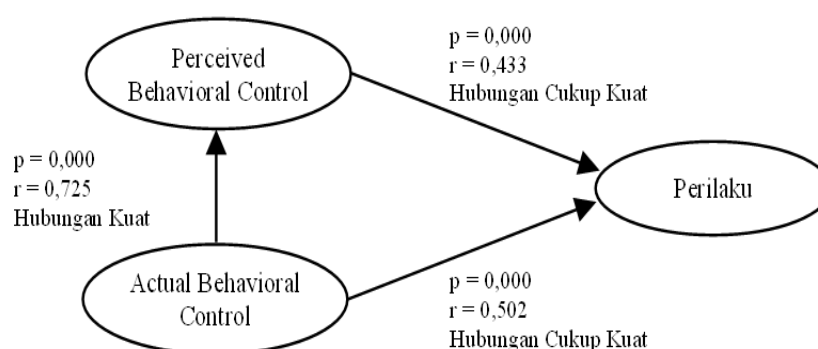 Perceived
Behavioral Control
p = 0,000
r = 0,433
Hubungan Cukup Kuat
p = 0,000
r = 0,725
Hubungan Kuat
Perilaku
Actual Behavioral
Control
p = 0,000
r = 0,502
Hubungan Cukup Kuat